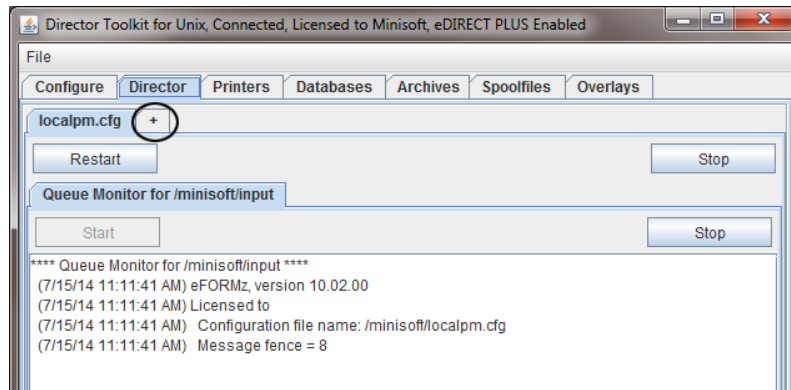 Director Toolkit for Unix, Connected, Licensed to Minisoft, eDIRECT PLUS Enabled
File
Configure Director Printers Databases Archives Spoolfiles Overlays
localpm.cfg +
Restart Stop
Queue Monitor for /minisoft/input
Start Stop
**** Queue Monitor for /minisoft/input ****
(7/15/14 11:11:41 AM) eFORMz, version 10.02.00
(7/15/14 11:11:41 AM) Licensed to
(7/15/14 11:11:41 AM) Configuration file name: /minisoft/localpm.cfg
(7/15/14 11:11:41 AM) Message fence = 8